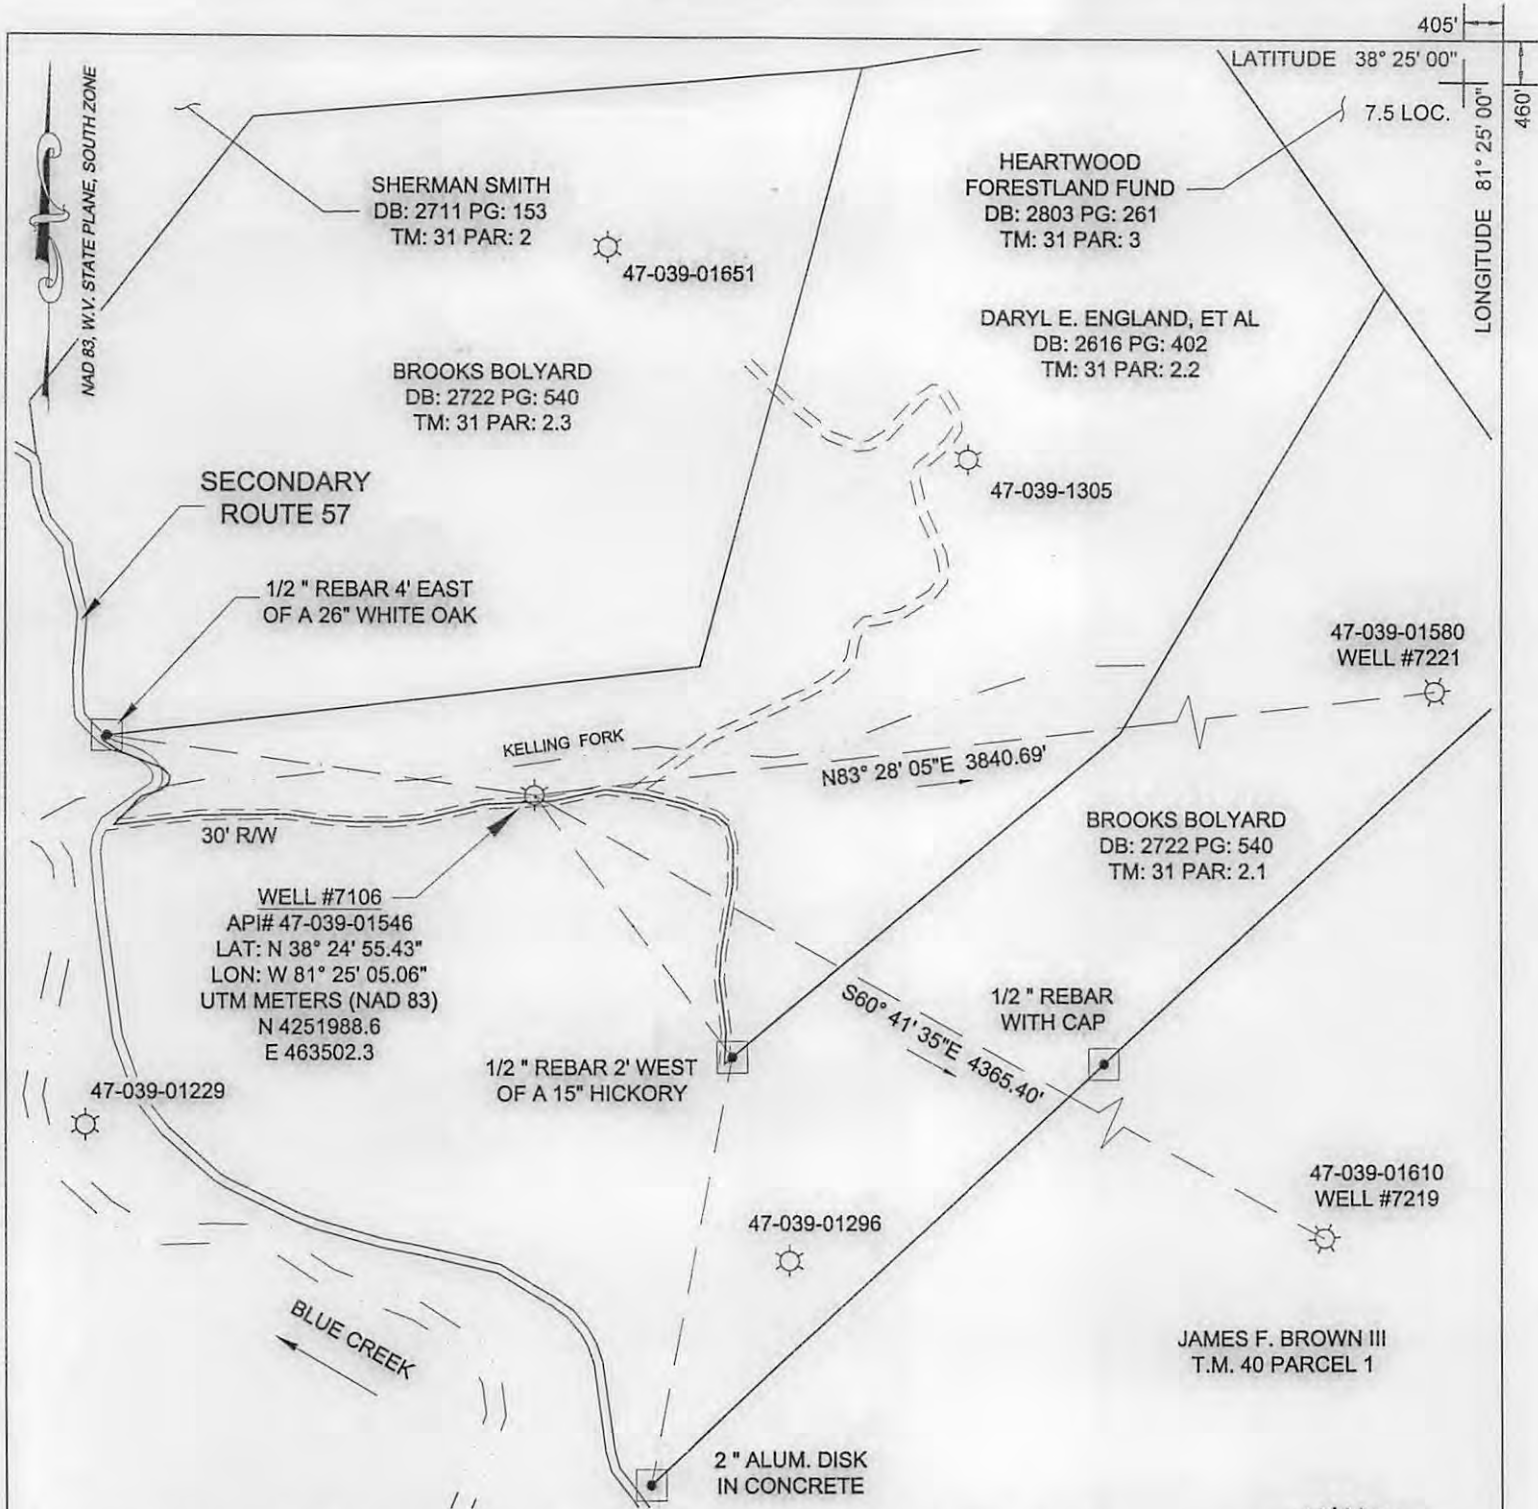 405'
LATITUDE 38° 25' 00"
460'
7.5 LOC.
LONGITUDE 81° 25' 00"
NAD 83, W.V. STATE PLANE, SOUTH ZONE
HEARTWOOD
FORESTLAND FUND
DB: 2803 PG: 261
TM: 31 PAR: 3
SHERMAN SMITH
DB: 2711 PG: 153
TM: 31 PAR: 2
47-039-01651
DARYL E. ENGLAND, ET AL
DB: 2616 PG: 402
TM: 31 PAR: 2.2
BROOKS BOLYARD
DB: 2722 PG: 540
TM: 31 PAR: 2.3
SECONDARY
ROUTE 57
47-039-1305
1/2 " REBAR 4' EAST
OF A 26" WHITE OAK
47-039-01580
WELL #7221
KELLING FORK
N83° 28' 05"E 3840.69'
30' R/W
BROOKS BOLYARD
DB: 2722 PG: 540
TM: 31 PAR: 2.1
WELL #7106
API# 47-039-01546
LAT: N 38° 24' 55.43"
LON: W 81° 25' 05.06"
UTM METERS (NAD 83)
N 4251988.6
E 463502.3
S60° 41' 35"E 4365.40'
1/2 " REBAR
WITH CAP
1/2 " REBAR 2' WEST
OF A 15" HICKORY
47-039-01229
47-039-01610
WELL #7219
47-039-01296
BLUE CREEK
JAMES F. BROWN III
T.M. 40 PARCEL 1
2 " ALUM. DISK
IN CONCRETE